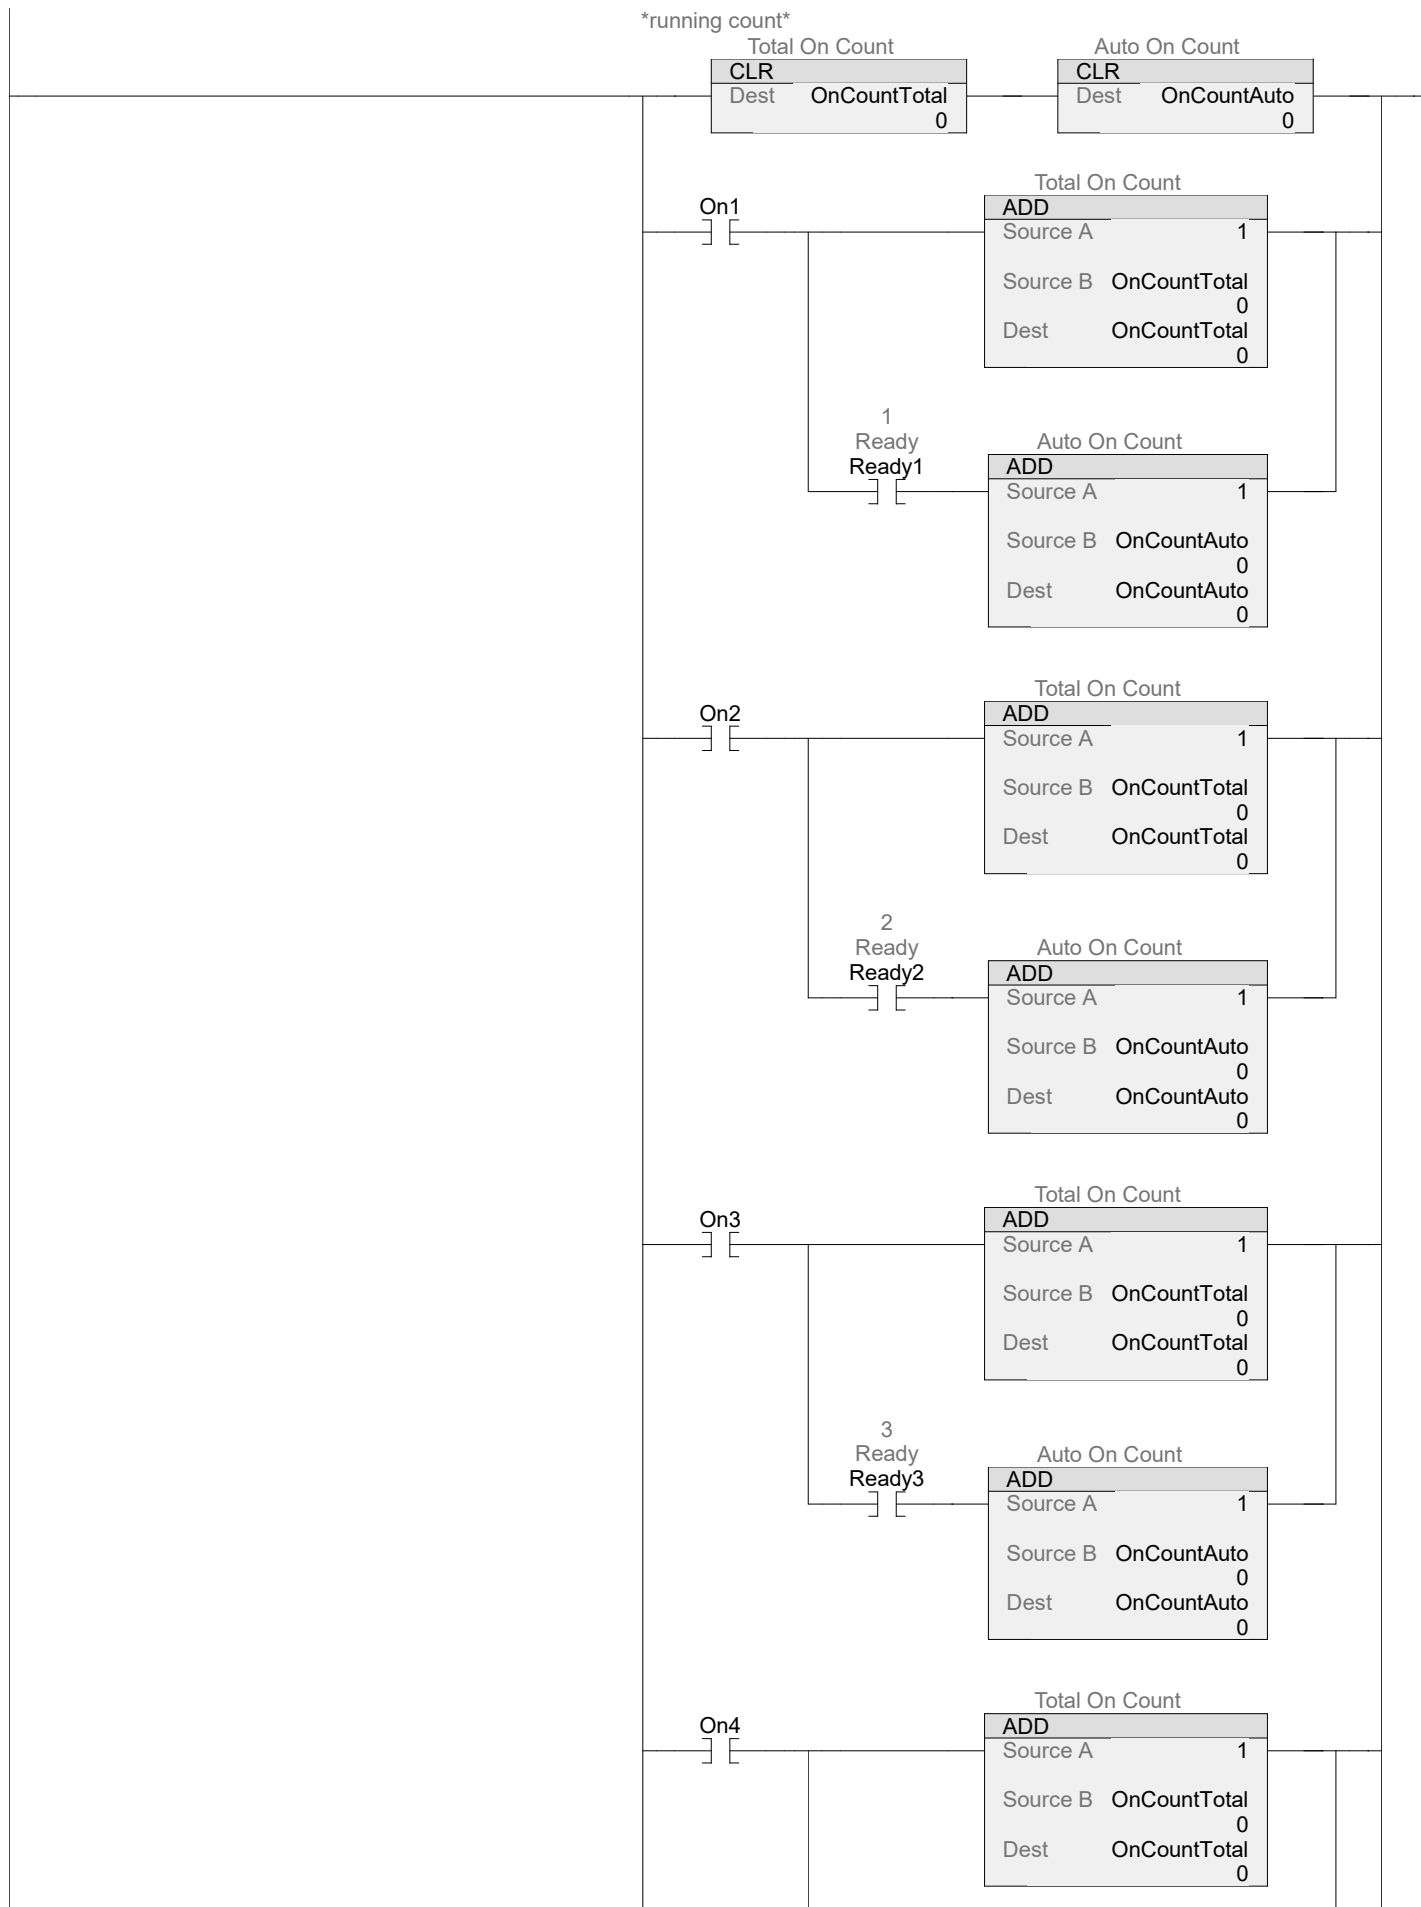 *running count*
Total On Count
Auto On Count
CLR
CLR
Dest OnCountTotal
Dest OnCountAuto
0
0
Total On Count
On1
ADD
Source A 1
Source B OnCountTotal
0
Dest OnCountTotal
0
1
Ready
Auto On Count
Ready1
ADD
Source A 1
Source B OnCountAuto
0
Dest OnCountAuto
0
Total On Count
On2
ADD
Source A 1
Source B OnCountTotal
0
Dest OnCountTotal
0
2
Ready
Auto On Count
Ready2
ADD
Source A 1
Source B OnCountAuto
0
Dest OnCountAuto
0
Total On Count
On3
ADD
Source A 1
Source B OnCountTotal
0
Dest OnCountTotal
0
3
Ready
Auto On Count
Ready3
ADD
Source A 1
Source B OnCountAuto
0
Dest OnCountAuto
0
Total On Count
On4
ADD
Source A 1
Source B OnCountTotal
0
Dest OnCountTotal
0